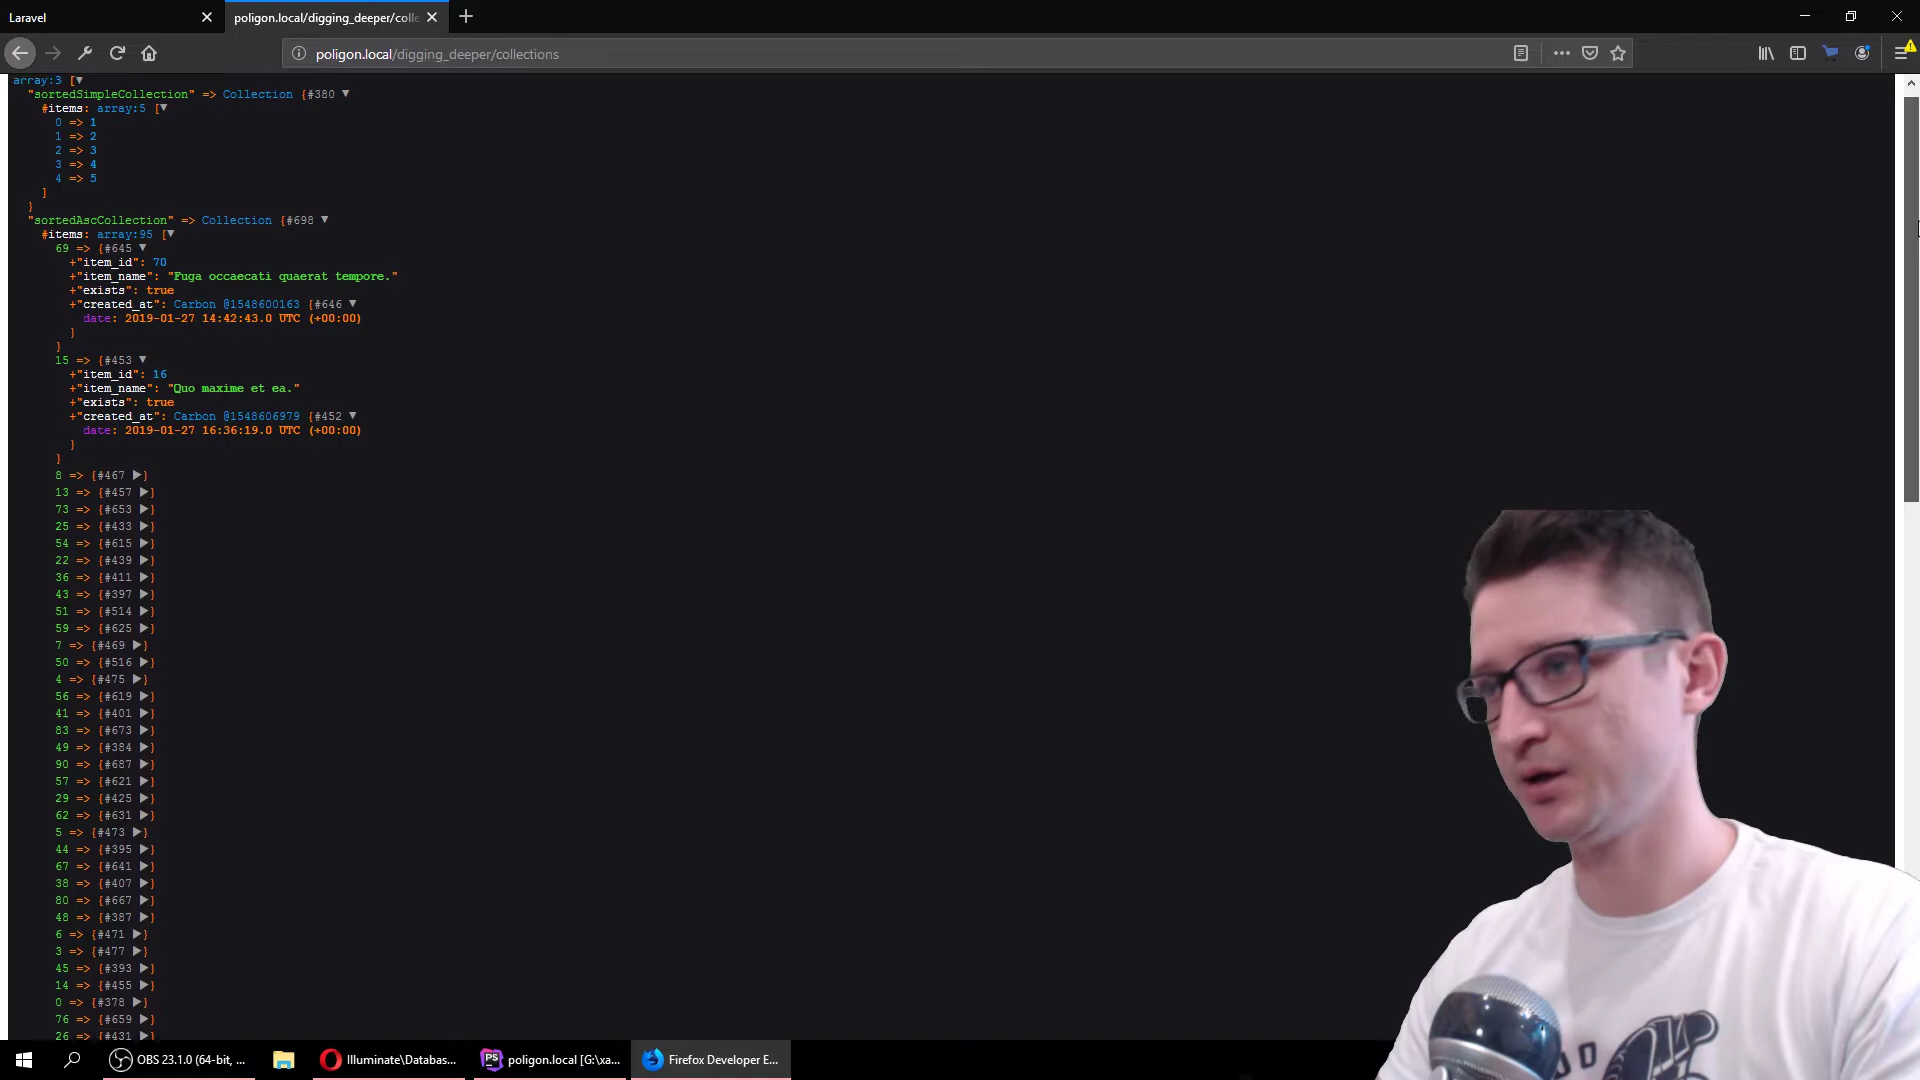 Laravel
poligon.local/digging_deeper/colle
poligon.local/digging_deeper/collections
array:3 [▼
"sortedSimpleCollection" => Collection {#380 ▼
#items: array:5 [▼
0 => 1
1 => 2
2 => 3
3 => 4
4 => 5
]
}
"sortedAscCollection" => Collection {#698 ▼
#items: array:95 [▼
69 => {#645 ▼
+"item_id": 70
+"item_name": "Fuga occaecati quaerat tempore."
+"exists": true
+"created_at": Carbon @1548600163 {#646 ▼
date: 2019-01-27 14:42:43.0 UTC (+00:00)
}
}
15 => {#453 ▼
+"item_id": 16
+"item_name": "Quo maxime et ea."
+"exists": true
+"created_at": Carbon @1548606979 {#452 ▼
date: 2019-01-27 16:36:19.0 UTC (+00:00)
}
}
8 => {#467 ▶}
13 => {#457 ▶}
73 => {#653 ▶}
25 => {#433 ▶}
54 => {#615 ▶}
22 => {#439 ▶}
36 => {#411 ▶}
43 => {#397 ▶}
51 => {#514 ▶}
59 => {#625 ▶}
7 => {#469 ▶}
50 => {#516 ▶}
4 => {#475 ▶}
56 => {#619 ▶}
41 => {#401 ▶}
83 => {#673 ▶}
49 => {#384 ▶}
90 => {#687 ▶}
57 => {#621 ▶}
29 => {#425 ▶}
62 => {#631 ▶}
5 => {#473 ▶}
44 => {#395 ▶}
67 => {#641 ▶}
38 => {#407 ▶}
80 => {#667 ▶}
48 => {#387 ▶}
6 => {#471 ▶}
3 => {#477 ▶}
45 => {#393 ▶}
14 => {#455 ▶}
0 => {#378 ▶}
76 => {#659 ▶}
26 => {#431 ▶}
OBS 23.1.0 (64-bit, ...
Illuminate\Databas...
PS
poligon.local [G:\xa...
Firefox Developer E...